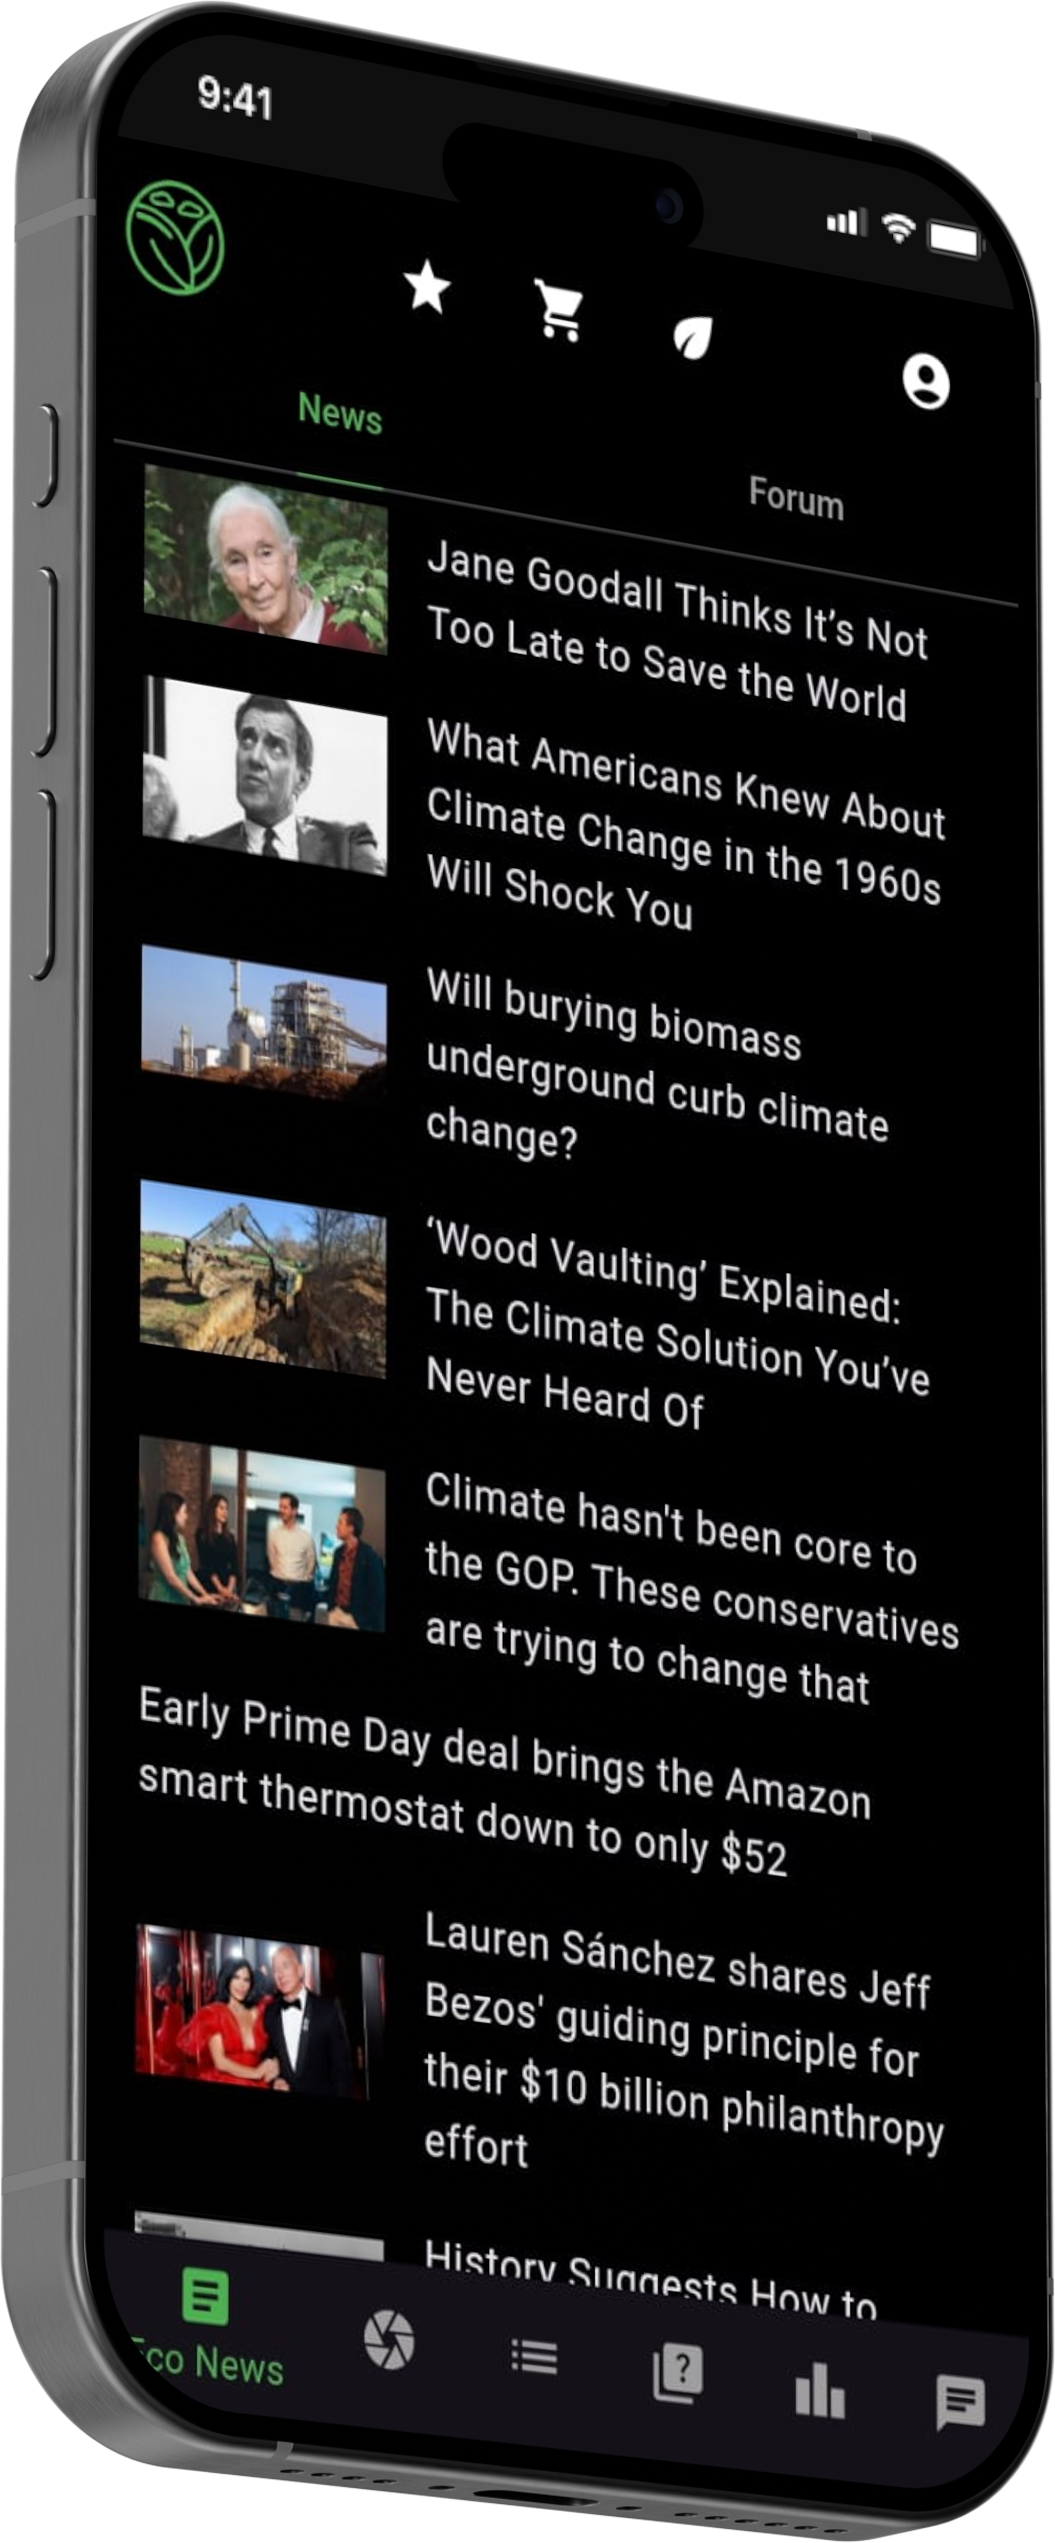 9:41
News
Forum
Jane Goodall Thinks It’s Not
Too Late to Save the World
What Americans Knew About
Climate Change in the 1960s
Will Shock You
Will burying biomass
underground curb climate
change?
‘Wood Vaulting’ Explained:
The Climate Solution You’ve
Never Heard Of
Climate hasn't been core to
the GOP. These conservatives
are trying to change that
Early Prime Day deal brings the Amazon
smart thermostat down to only $52
Lauren Sánchez shares Jeff
Bezos' guiding principle for
their $10 billion philanthropy
effort
History Suggests How to
Eco News